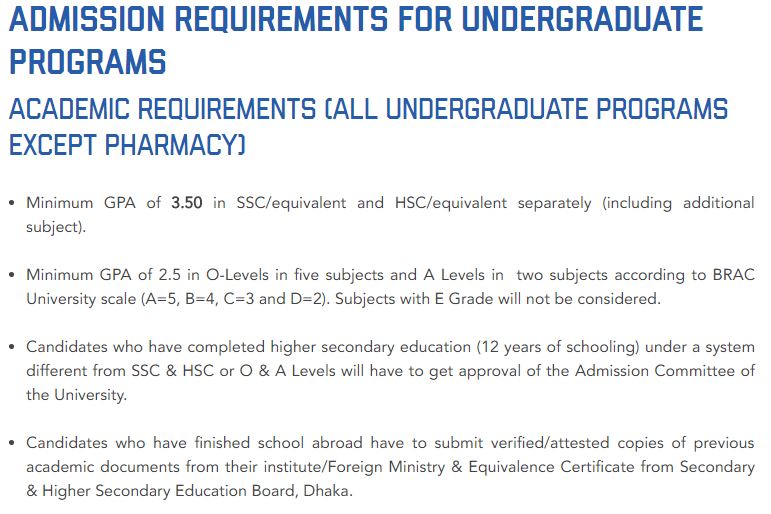 ADMISSION REQUIREMENTS FOR UNDERGRADUATE
PROGRAMS
ACADEMIC REQUIREMENTS (ALL UNDERGRADUATE PROGRAMS
EXCEPT PHARMACY)
• Minimum GPA of 3.50 in SSC/equivalent and HSC/equivalent separately (including additional
subject).
• Minimum GPA of 2.5 in O-Levels in five subjects and A Levels in two subjects according to BRAC
University scale (A=5, B=4, C=3 and D=2). Subjects with E Grade will not be considered.
• Candidates who have completed higher secondary education (12 years of schooling) under a system
different from SSC & HSC or O & A Levels will have to get approval of the Admission Committee of
the University.
• Candidates who have finished school abroad have to submit verified/attested copies of previous
academic documents from their institute/Foreign Ministry & Equivalence Certificate from Secondary
& Higher Secondary Education Board, Dhaka.